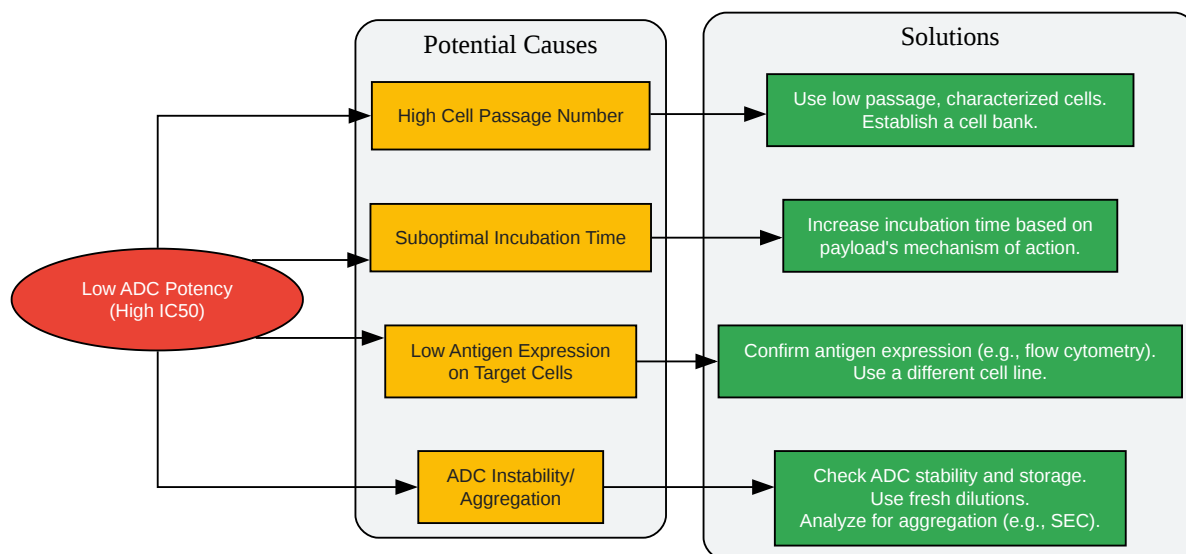 Potential Causes
Solutions
High Cell Passage Number
Use low passage, characterized cells.
Establish a cell bank.
Suboptimal Incubation Time
Increase incubation time based on
payload's mechanism of action.
Low ADC Potency
(High IC50)
Low Antigen Expression
on Target Cells
Confirm antigen expression (e.g., flow cytometry).
Use a different cell line.
ADC Instability/
Aggregation
Check ADC stability and storage.
Use fresh dilutions.
Analyze for aggregation (e.g., SEC).